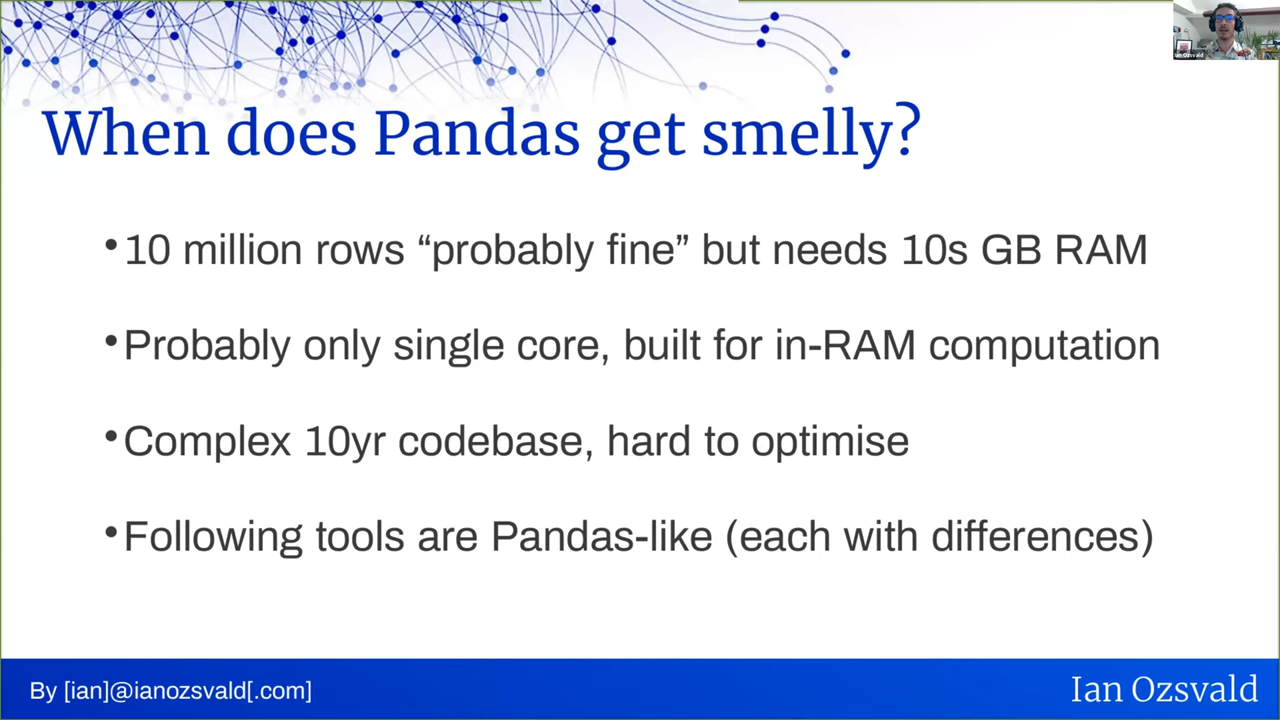 Ian Ozsvald
When does Pandas get smelly?
•10 million rows “probably fine” but needs 10s GB RAM
•Probably only single core, built for in-RAM computation
•Complex 10yr codebase, hard to optimise
•Following tools are Pandas-like (each with differences)
By [ian]@ianozsvald[.com]
Ian Ozsvald